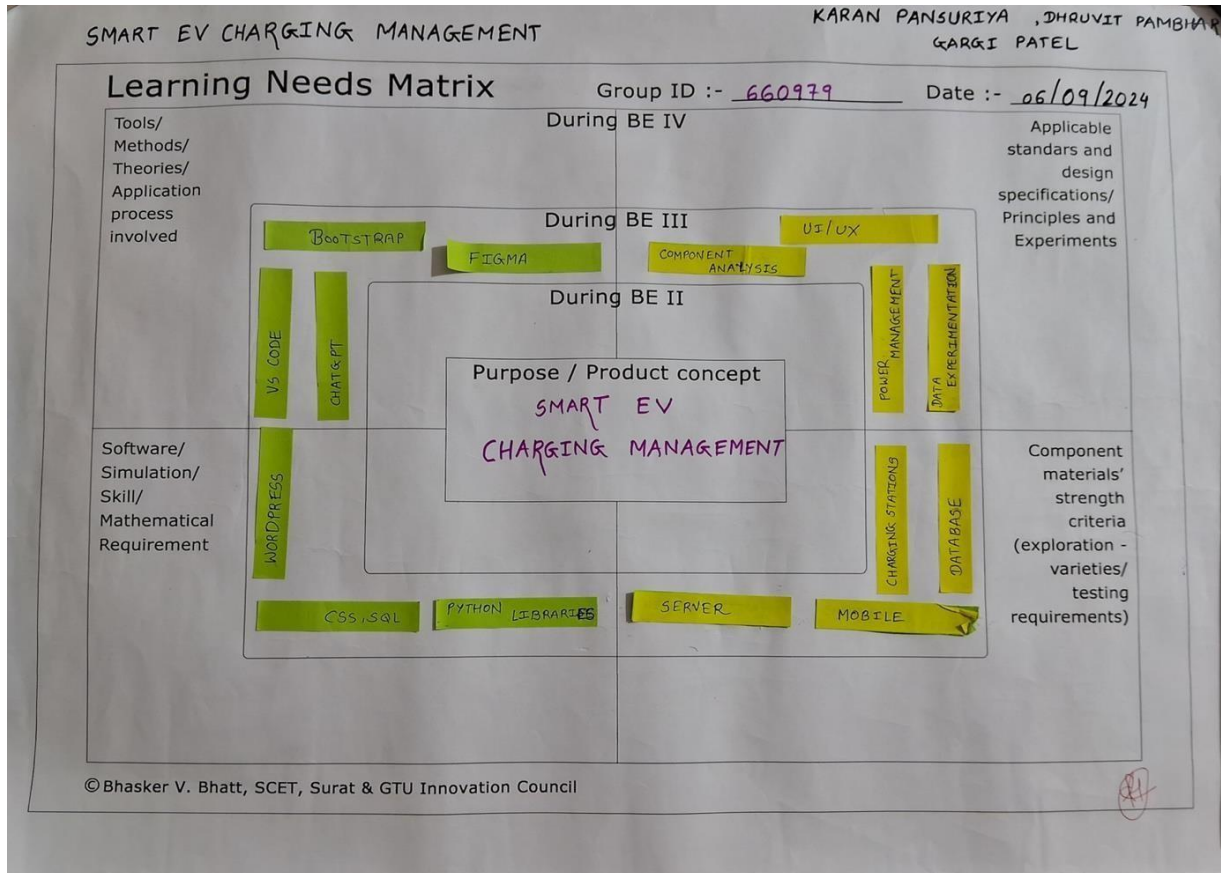 SMART EV CHARGING MANAGEMENT
KARAN PANSURIYA , DHRUVIT PAMBHAR
GARGI PATEL
Learning Needs Matrix
Group ID :- 660979
Date :- 06/09/2024
Tools/
Methods/
Theories/
Application
process
involved
During BE IV
Applicable
standars and
design
specifications/
Principles and
Experiments
During BE III
BOOTSTRAP
FIGMA
COMPONENT
ANALYSIS
UI/UX
VS CODE
CHATGPT
During BE II
POWER
MANAGEMENT
DATA
EXPERIMENTATION
Purpose / Product concept
SMART EV
CHARGING MANAGEMENT
Software/
Simulation/
Skill/
Mathematical
Requirement
WORDPRESS
CHARGING STATIONS
DATABASE
Component
materials'
strength
criteria
(exploration -
varieties/
testing
requirements)
CSS,SQL
PYTHON
LIBRARIES
SERVER
MOBILE
©Bhasker V. Bhatt, SCET, Surat & GTU Innovation Council